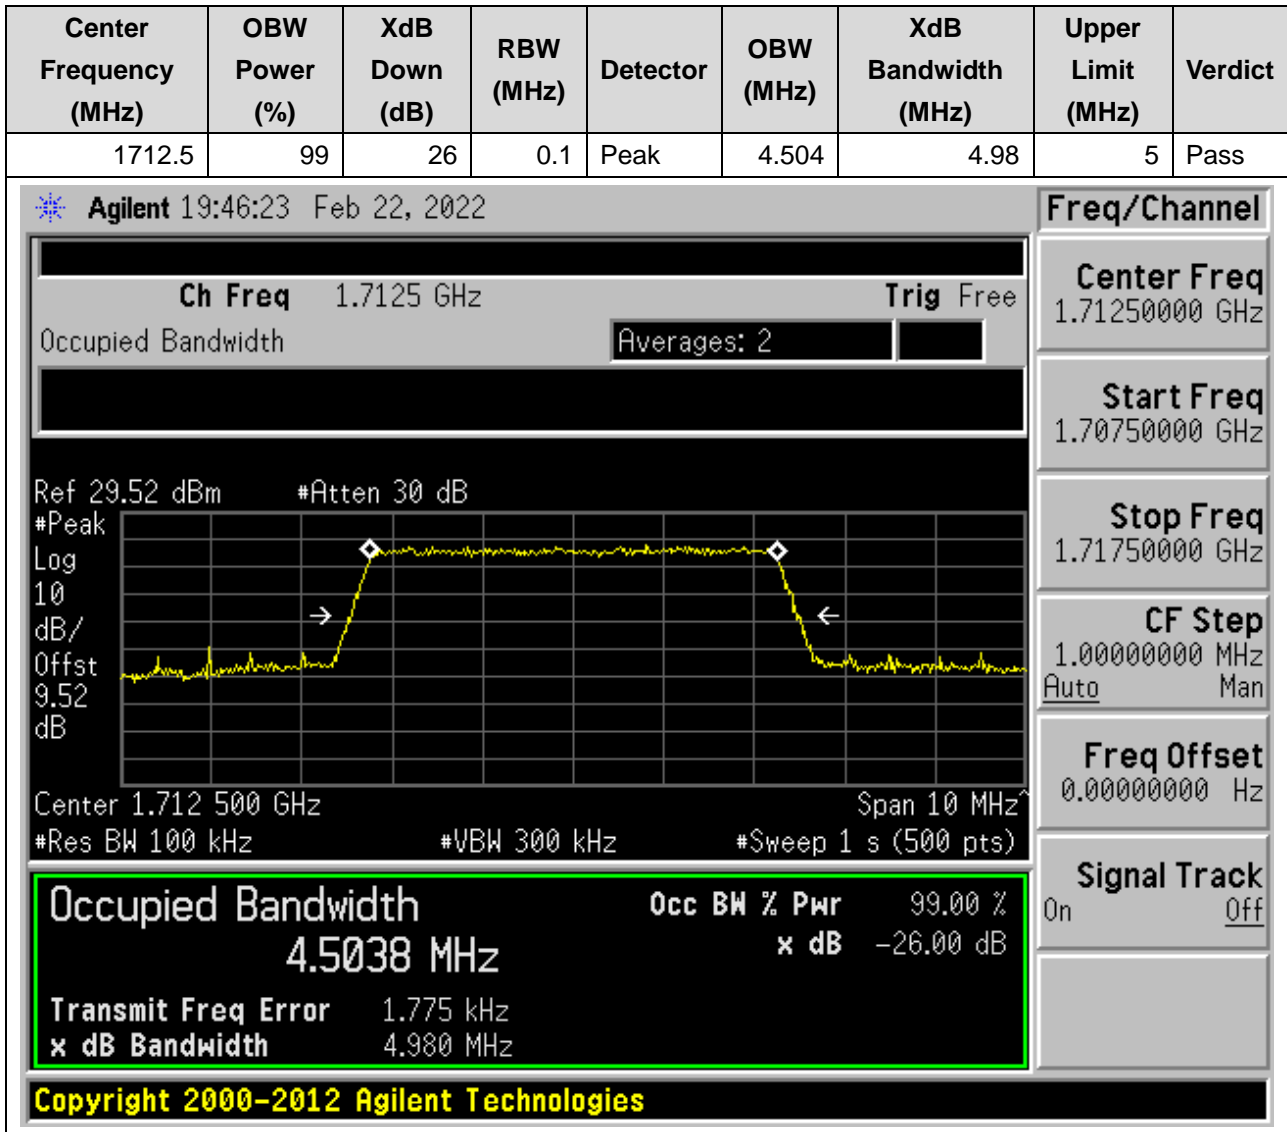 Center Frequency (MHz) OBW Power (%) XdB Down (dB) RBW (MHz) Detector OBW (MHz) XdB Bandwidth (MHz) Upper Limit (MHz) Verdict
1712.5 99 26 0.1 Peak 4.504 4.98 5 Pass
Agilent 19:46:23 Feb 22, 2022
Freq/Channel
Ch Freq 1.7125 GHz Trig Free
Occupied Bandwidth Averages: 2
Center Freq
1.71250000 GHz
Start Freq
1.70750000 GHz
Stop Freq
1.71750000 GHz
CF Step
1.00000000 MHz
Auto Man
Freq Offset
0.00000000 Hz
Signal Track
On Off
Ref 29.52 dBm #Atten 30 dB
#Peak
Log
10
dB/
Offst
9.52
dB
Center 1.712 500 GHz Span 10 MHz^
#Res BW 100 kHz #VBW 300 kHz #Sweep 1 s (500 pts)
Occupied Bandwidth Occ BW % Pwr 99.00 %
4.5038 MHz x dB -26.00 dB
Transmit Freq Error 1.775 kHz
x dB Bandwidth 4.980 MHz
Copyright 2000-2012 Agilent Technologies